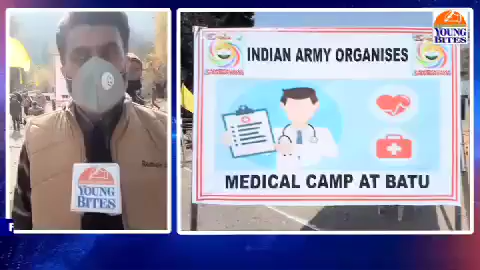 YOUNG
BITES
INDIAN ARMY ORGANISES
MEDICAL CAMP AT BATU
YOUNG
BITES